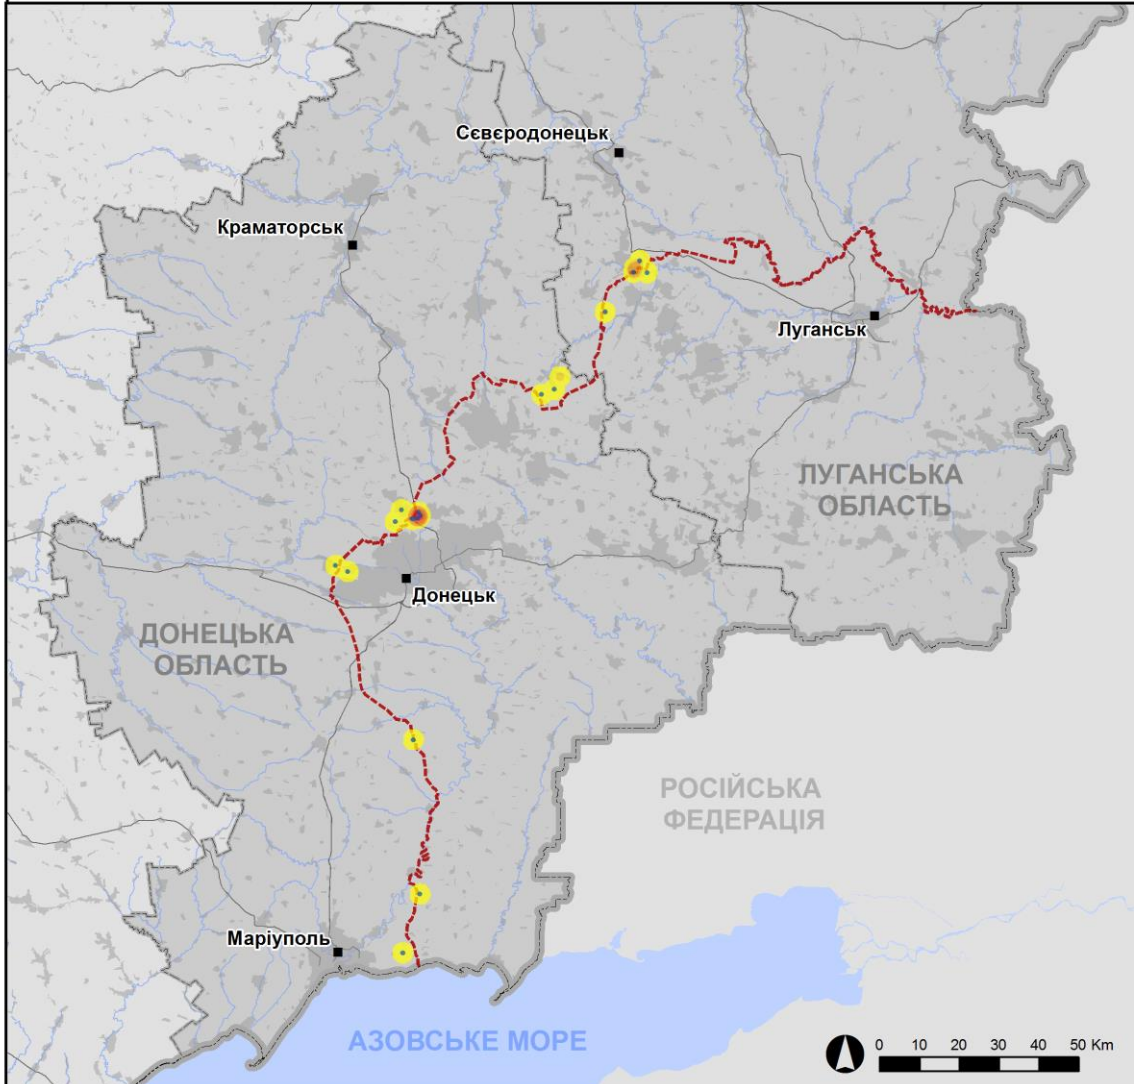 Сєвєродонецьк
Краматорськ
Луганськ
ЛУГАНСЬКА
ОБЛАСТЬ
Донецьк
ДОНЕЦЬКА
ОБЛАСТЬ
РОСІЙСЬКА
ФЕДЕРАЦІЯ
Маріуполь
АЗОВСЬКЕ МОРЕ
0 10 20 30 40 50 Km